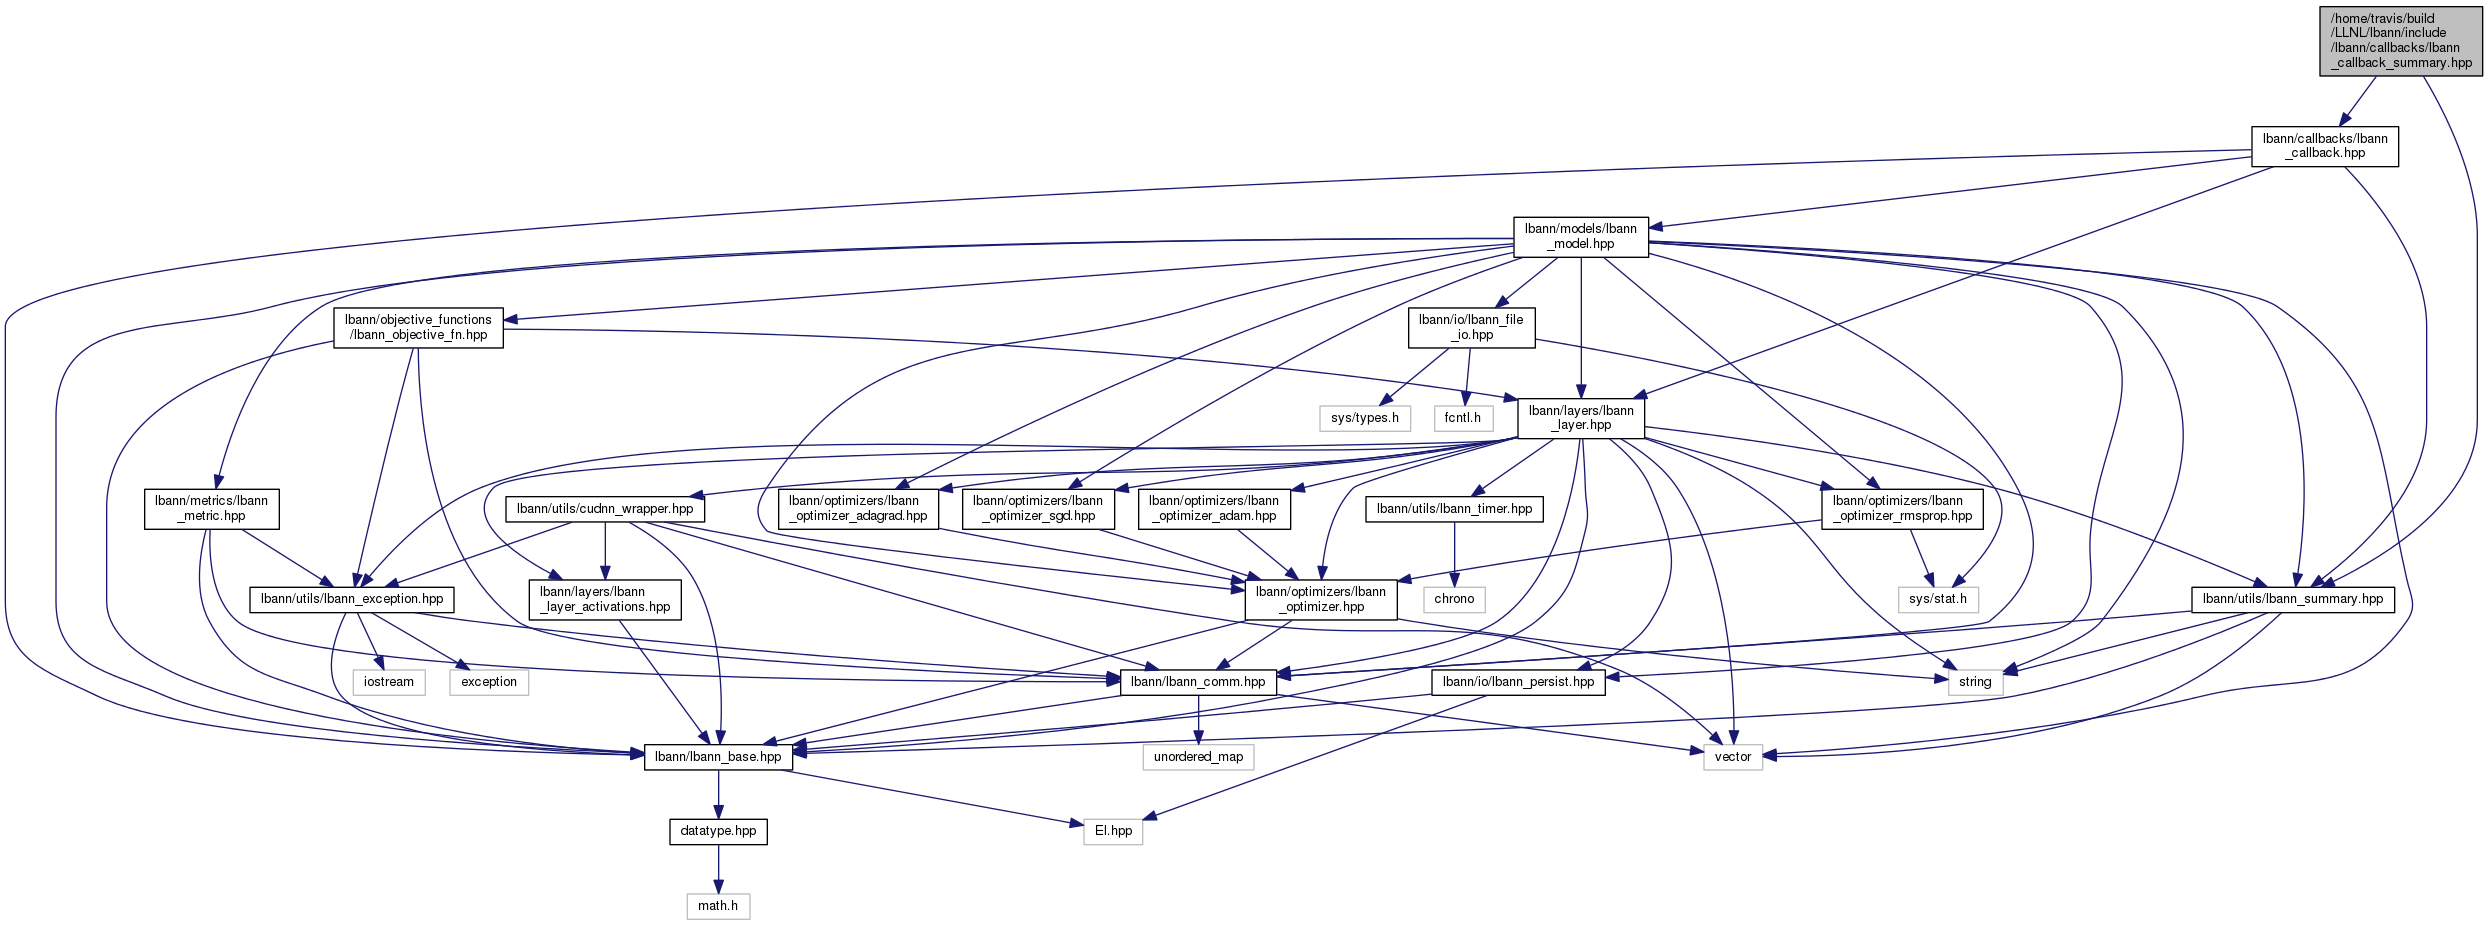 /home/travis/build
/LLNL/lbann/include
/lbann/callbacks/lbann
_callback_summary.hpp
lbann/callbacks/lbann
_callback.hpp
lbann/models/lbann
_model.hpp
lbann/objective_functions
/lbann_objective_fn.hpp
lbann/io/lbann_file
_io.hpp
sys/types.h
fcntl.h
lbann/layers/lbann
_layer.hpp
lbann/metrics/lbann
_metric.hpp
lbann/utils/cudnn_wrapper.hpp
lbann/optimizers/lbann
_optimizer_adagrad.hpp
lbann/optimizers/lbann
_optimizer_sgd.hpp
lbann/optimizers/lbann
_optimizer_adam.hpp
lbann/utils/lbann_timer.hpp
lbann/optimizers/lbann
_optimizer_rmsprop.hpp
lbann/utils/lbann_exception.hpp
lbann/layers/lbann
_layer_activations.hpp
lbann/optimizers/lbann
_optimizer.hpp
chrono
sys/stat.h
lbann/utils/lbann_summary.hpp
iostream
exception
lbann/lbann_comm.hpp
lbann/io/lbann_persist.hpp
string
lbann/lbann_base.hpp
unordered_map
vector
datatype.hpp
El.hpp
math.h